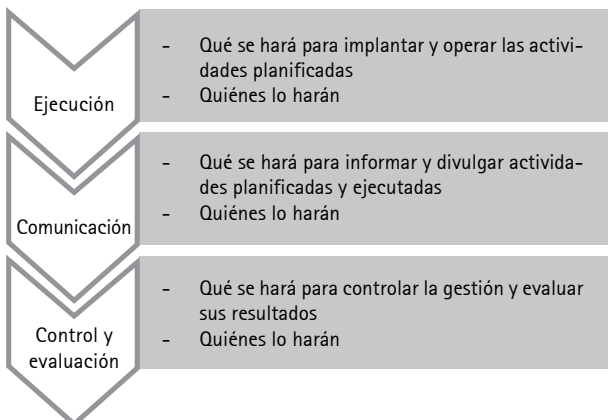 Ejecución
- Qué se hará para implantar y operar las activi-
dades planificadas
- Quiénes lo harán
Comunicación
- Qué se hará para informar y divulgar activida-
des planificadas y ejecutadas
- Quiénes lo harán
Control y
evaluación
- Qué se hará para controlar la gestión y evaluar
sus resultados
- Quiénes lo harán